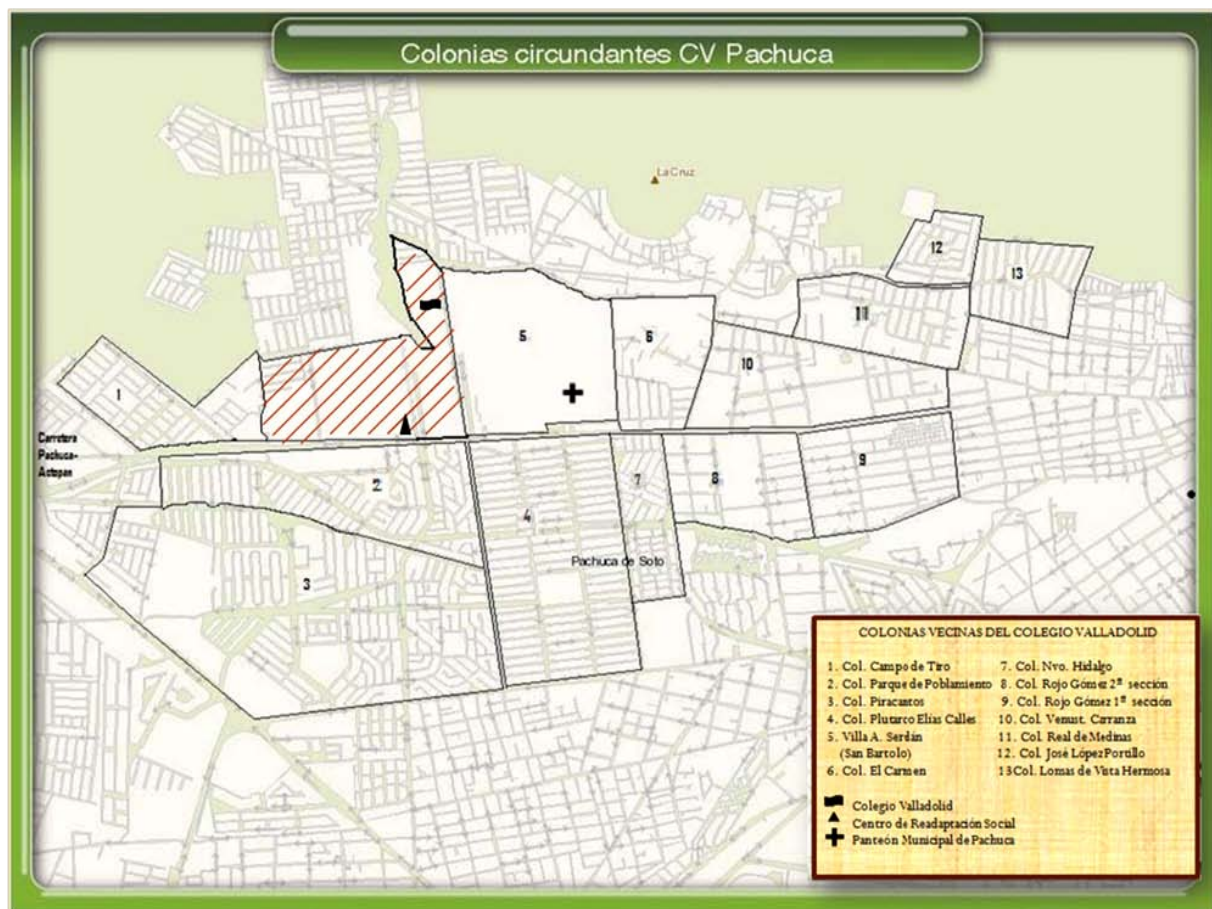 Colonias circundantes CV Pachuca
La Cruz
12
13
5
6
11
10
1
Carretera
Pachuca-
Actopan
2
4
7
8
9
3
Pachuca de Soto
COLONIAS VECINAS DEL COLEGIO VALLADOLID
1. Col. Campo de Tiro
2. Col. Parque de Poblamiento
3. Col. Piracantos
4. Col. Plutarco Elías Calles
5. Villa A. Serdán
(San Bartolo)
6. Col. El Carmen
7. Col. Nvo. Hidalgo
8. Col. Rojo Gómez 2ª sección
9. Col. Rojo Gómez 1ª sección
10. Col. Venust. Carranza
11. Col. Real de Medinas
12. Col. José López Portillo
13Col. Lomas de Vista Hermosa
Colegio Valladolid
Centro de Readaptación Social
Panteón Municipal de Pachuca